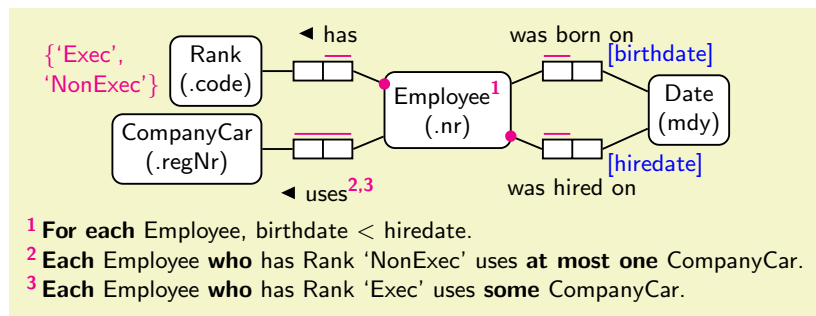 ◄ has
was born on
{‘Exec’,
‘NonExec’}
Rank
(.code)
[birthdate]
Employee¹
(.nr)
Date
(mdy)
CompanyCar
(.regNr)
[hiredate]
◄ uses²,³
was hired on
¹ For each Employee, birthdate < hiredate.
² Each Employee who has Rank ‘NonExec’ uses at most one CompanyCar.
³ Each Employee who has Rank ‘Exec’ uses some CompanyCar.